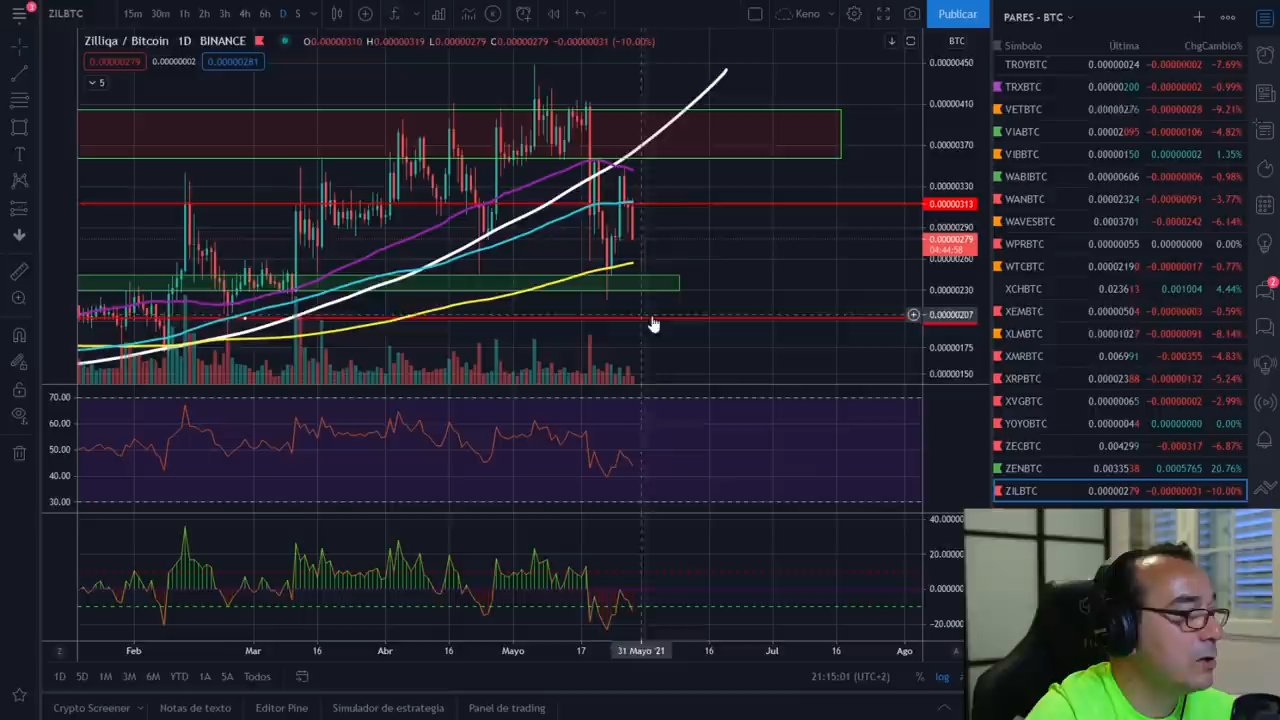 3
ZILBTC
15m 30m 1h 2h 3h 4h 6h D S
Keno
Publicar
PARES - BTC
Zilliqa / Bitcoin 1D BINANCE O0.00000310 H0.00000319 L0.00000279 C0.00000279 −0.00000031 (−10.00%)
0.00000279 0.00000002 0.00000281
5
BTC
0.00000450
0.00000410
0.00000370
0.00000330
0.00000313
0.00000290
0.00000279
04:44:58
0.00000260
0.00000230
0.00000207
0.00000175
0.00000150
70.00
60.00
50.00
40.00
30.00
40.0000
20.0000
0.00000
−20.0000
Z Feb Mar 16 Abr 16 Mayo 17 31 Mayo '21 16 Jul 16 Ago A
1D 5D 1M 3M 6M YTD 1A 5A Todos
21:15:01 (UTC+2) % log a
Crypto Screener Notas de texto Editor Pine Simulador de estrategia Panel de trading
Símbolo Última Chg Cambio%
TROYBTC 0.00000024 −0.00000002 −7.69%
TRXBTC 0.00000200 −0.00000002 −0.99%
VETBTC 0.00000276 −0.00000028 −9.21%
VIABTC 0.00002095 −0.00000106 −4.82%
VIBBTC 0.00000150 0.00000002 1.35%
WABIBTC 0.00000606 −0.00000006 −0.98%
WANBTC 0.00002324 −0.00000091 −3.77%
WAVESBTC 0.0003701 −0.0000242 −6.14%
WPRBTC 0.00000055 0.00000000 0.00%
WTCBTC 0.00002190 −0.00000017 −0.77%
XCHBTC 0.023613 0.001004 4.44%
XEMBTC 0.00000504 −0.00000003 −0.59%
XLMBTC 0.00001027 −0.00000091 −8.14%
XMRBTC 0.006991 −0.000355 −4.83%
XRPBTC 0.00002388 −0.00000132 −5.24%
XVGBTC 0.00000065 −0.00000002 −2.99%
YOYOBTC 0.00000044 0.00000000 0.00%
ZECBTC 0.004299 −0.000317 −6.87%
ZENBTC 0.0033538 0.0005765 20.76%
ZILBTC 0.00000279 −0.00000031 −10.00%
2